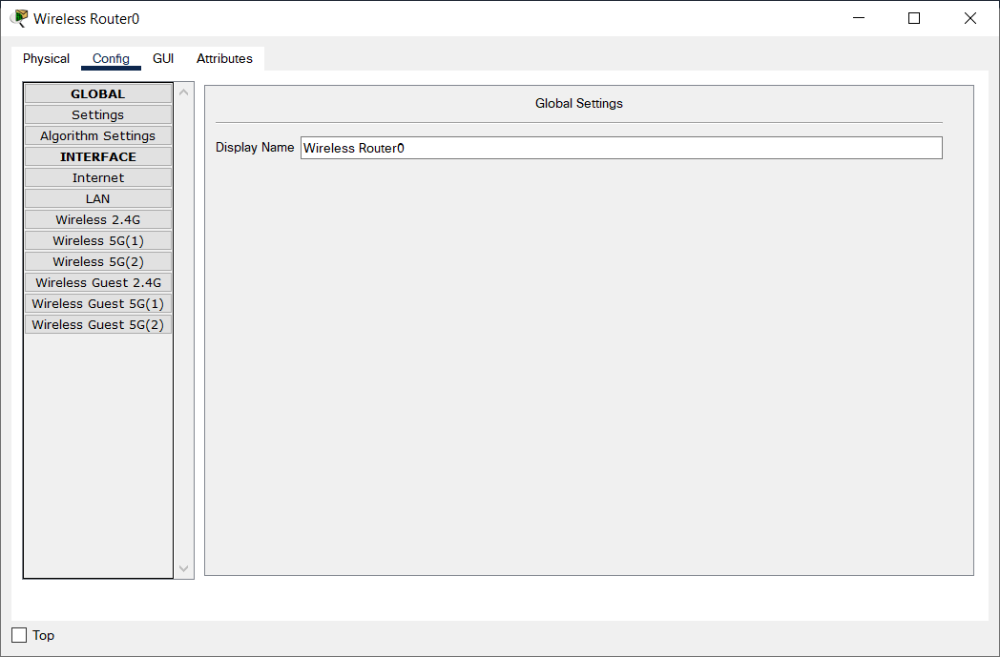 Wireless Router0
Physical
Config
GUI
Attributes
GLOBAL
Settings
Algorithm Settings
INTERFACE
Internet
LAN
Wireless 2.4G
Wireless 5G(1)
Wireless 5G(2)
Wireless Guest 2.4G
Wireless Guest 5G(1)
Wireless Guest 5G(2)
Global Settings
Display Name
Wireless Router0
Top